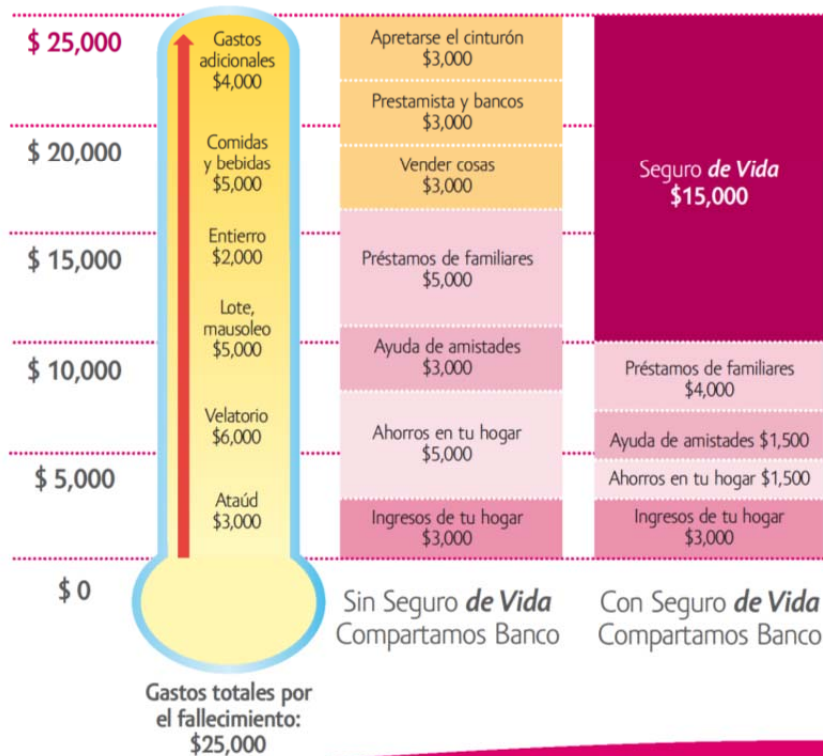 $ 25,000
$ 20,000
$ 15,000
$ 10,000
$ 5,000
$ 0
Gastos
adicionales
$4,000
Comidas
y bebidas
$5,000
Entierro
$2,000
Lote,
mausoleo
$5,000
Velatorio
$6,000
Ataúd
$3,000
Gastos totales por
el fallecimiento:
$25,000
Apretarse el cinturón
$3,000
Prestamista y bancos
$3,000
Vender cosas
$3,000
Préstamos de familiares
$5,000
Ayuda de amistades
$3,000
Ahorros en tu hogar
$5,000
Ingresos de tu hogar
$3,000
Sin Seguro de Vida
Compartamos Banco
Seguro de Vida
$15,000
Préstamos de familiares
$4,000
Ayuda de amistades $1,500
Ahorros en tu hogar $1,500
Ingresos de tu hogar
$3,000
Con Seguro de Vida
Compartamos Banco